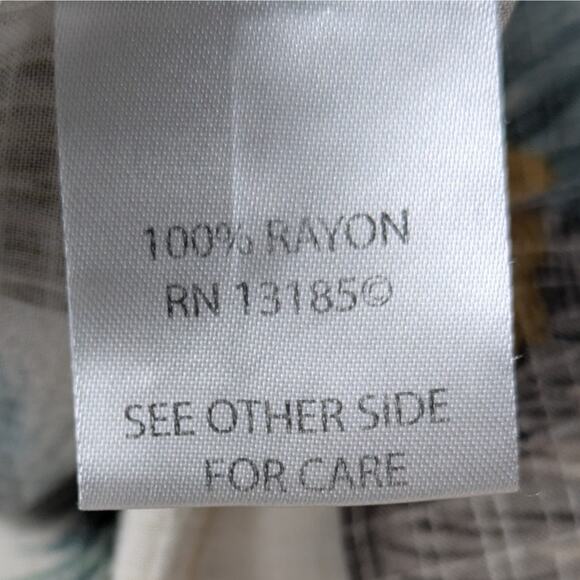 100% RAYON
RN 13185©
SEE OTHER SIDE
FOR CARE